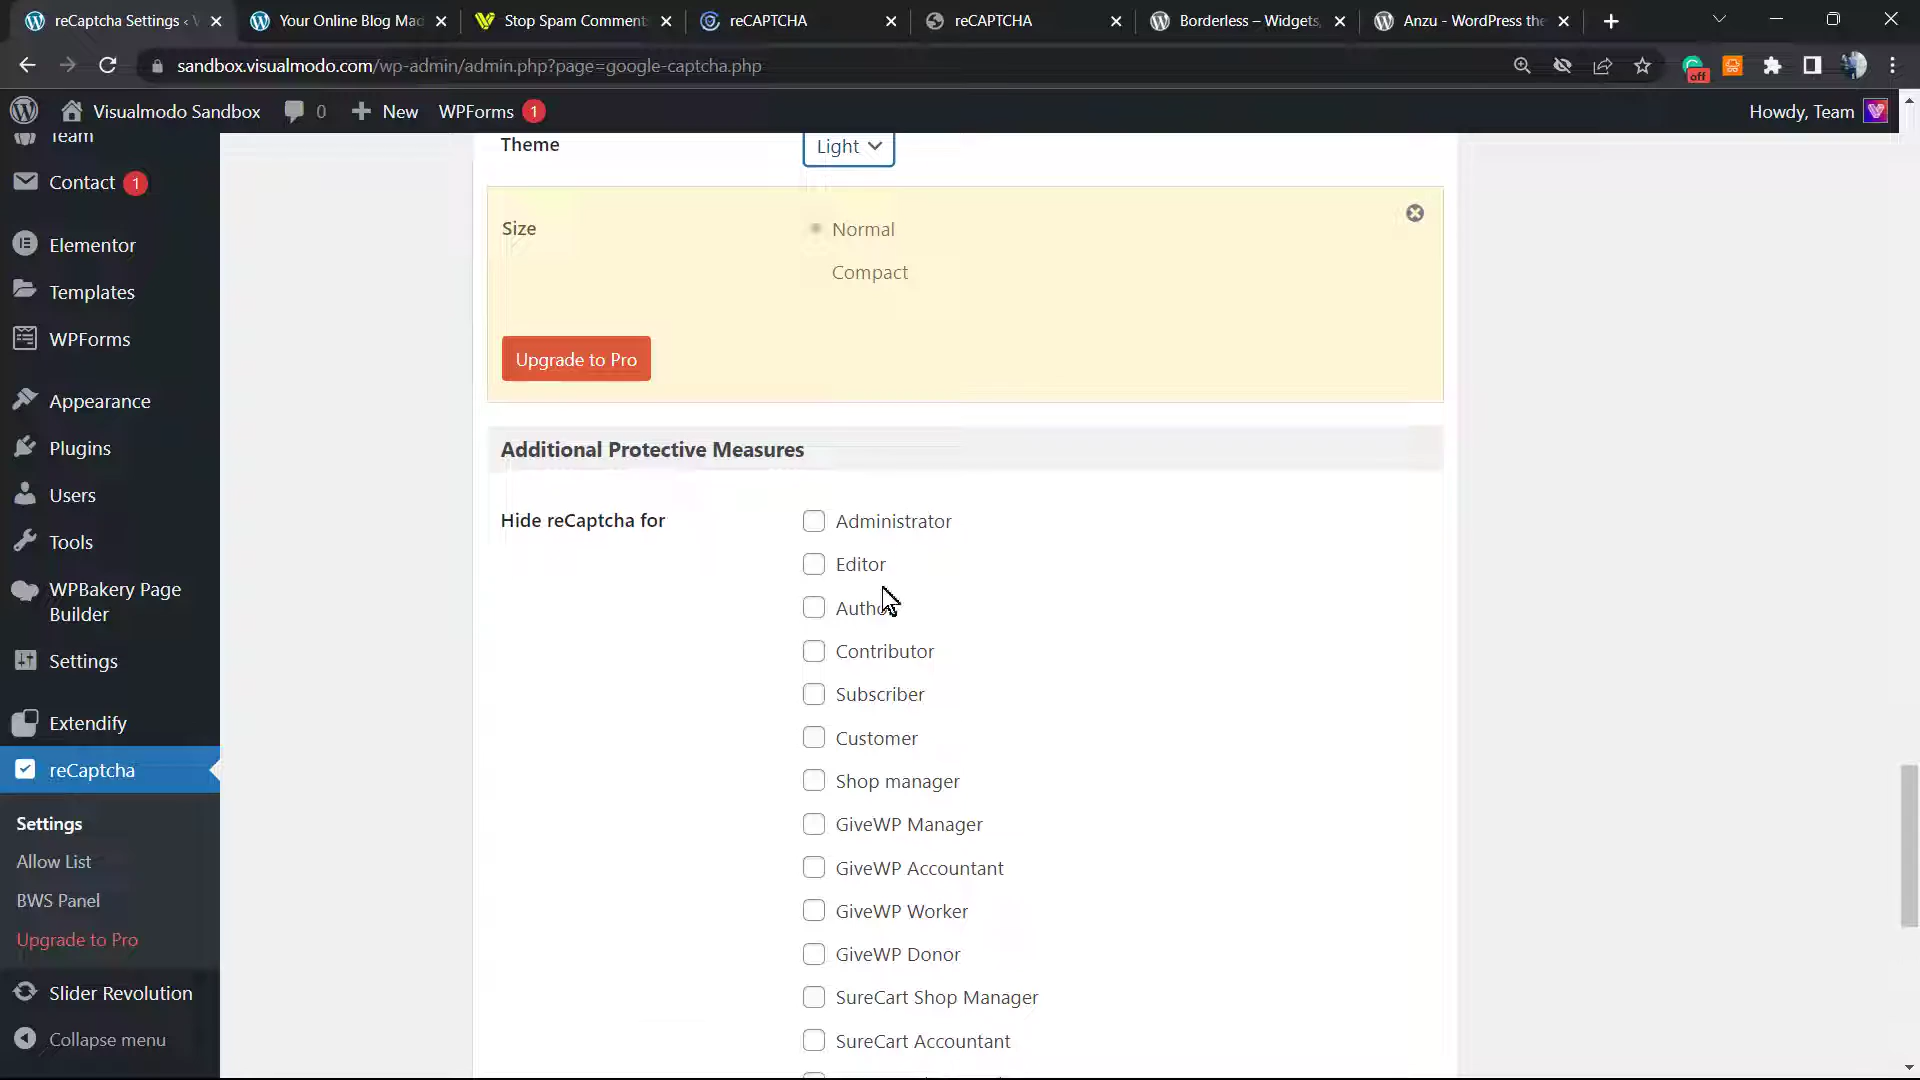 reCaptcha Settings ‹ V
Your Online Blog Mad
Stop Spam Comment
reCAPTCHA
reCAPTCHA
Borderless – Widgets,
Anzu - WordPress the
sandbox.visualmodo.com/wp-admin/admin.php?page=google-captcha.php
off
Visualmodo Sandbox
0
New
WPForms 1
Howdy, Team
Team
Contact 1
Elementor
Templates
WPForms
Appearance
Plugins
Users
Tools
WPBakery Page
Builder
Settings
Extendify
reCaptcha
Settings
Allow List
BWS Panel
Upgrade to Pro
Slider Revolution
Collapse menu
Theme
Light
Size
Normal
Compact
Upgrade to Pro
Additional Protective Measures
Hide reCaptcha for
Administrator
Editor
Author
Contributor
Subscriber
Customer
Shop manager
GiveWP Manager
GiveWP Accountant
GiveWP Worker
GiveWP Donor
SureCart Shop Manager
SureCart Accountant